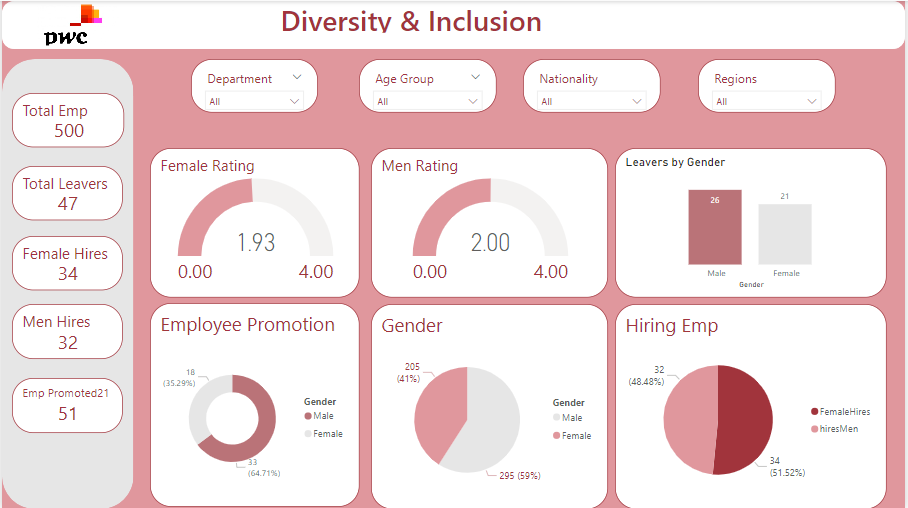 pwc
Diversity & Inclusion
Department
All
Age Group
All
Nationality
All
Regions
All
Total Emp
500
Total Leavers
47
Female Hires
34
Men Hires
32
Emp Promoted21
51
Female Rating
1.93
0.00
4.00
Men Rating
2.00
0.00
4.00
Leavers by Gender
26
21
Male
Female
Gender
Employee Promotion
18
(35.29%)
33
(64.71%)
Gender
Male
Female
Gender
205
(41%)
295 (59%)
Gender
Male
Female
Hiring Emp
32
(48.48%)
34
(51.52%)
FemaleHires
hiresMen